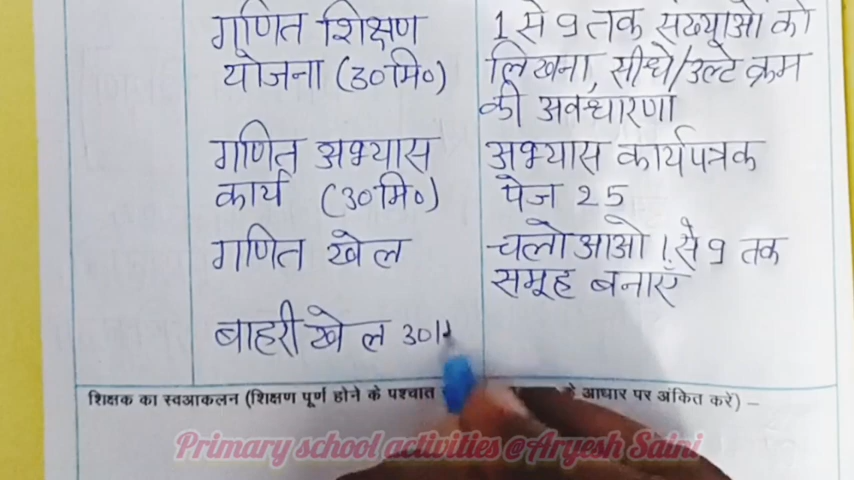 गणित शिक्षण
योजना (30मि०)
1 से 9 तक संख्याओं को
लिखना, सीधे/उल्टे क्रम
की अवधारणा
गणित अभ्यास
कार्य (30मि०)
अभ्यास कार्यपत्रक
पेज 25
गणित खेल
चलो आओ 1 से 9 तक
समूह बनाएँ
बाहरी खेल 30
शिक्षक का स्वआकलन (शिक्षण पूर्ण होने के पश्चात आधार पर अंकित करें) –
Primary school activities @Aryesh Saini